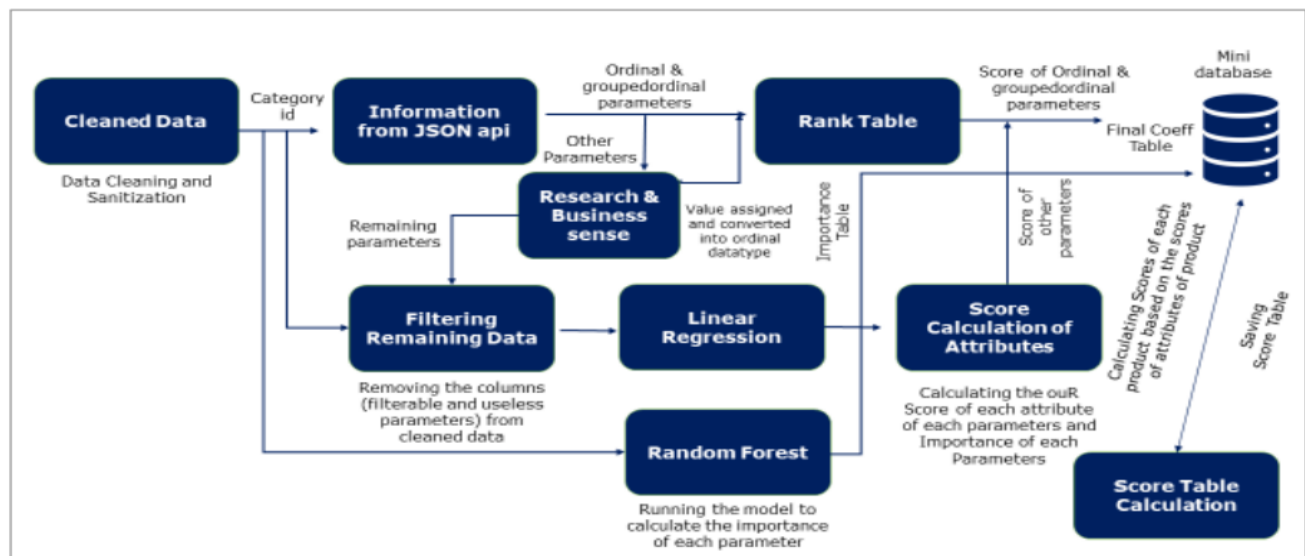 Cleaned Data
Data Cleaning and
Sanitization
Category
id
Information
from JSON api
Ordinal &
groupedordinal
parameters
Other
Parameters
Research &
Business
sense
Value assigned
and converted
into ordinal
datatype
Rank Table
Score of Ordinal &
groupedordinal
parameters
Mini
database
Final Coeff
Table
Remaining
parameters
Filtering
Remaining Data
Removing the columns
(filterable and useless
parameters) from
cleaned data
Linear
Regression
Importance
Table
Score of
other
parameters
Score
Calculation of
Attributes
Calculating the ouR
Score of each attribute
of each parameters and
Importance of each
Parameters
Random Forest
Running the model to
calculate the importance
of each parameter
Calculating Scores of each
product based on the scores
of attributes of product
Saving
Score Table
Score Table
Calculation